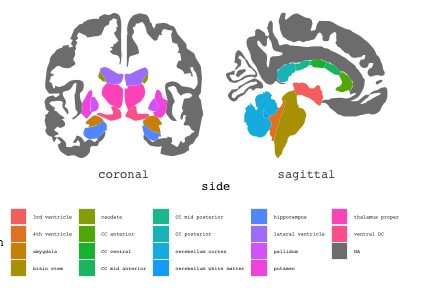 coronal
sagittal
side
n
3rd ventricle
4th ventricle
amygdala
brain stem
caudate
CC anterior
CC central
CC mid anterior
CC mid posterior
CC posterior
cerebellum cortex
cerebellum white matter
hippocampus
lateral ventricle
pallidum
putamen
thalamus proper
ventral DC
NA